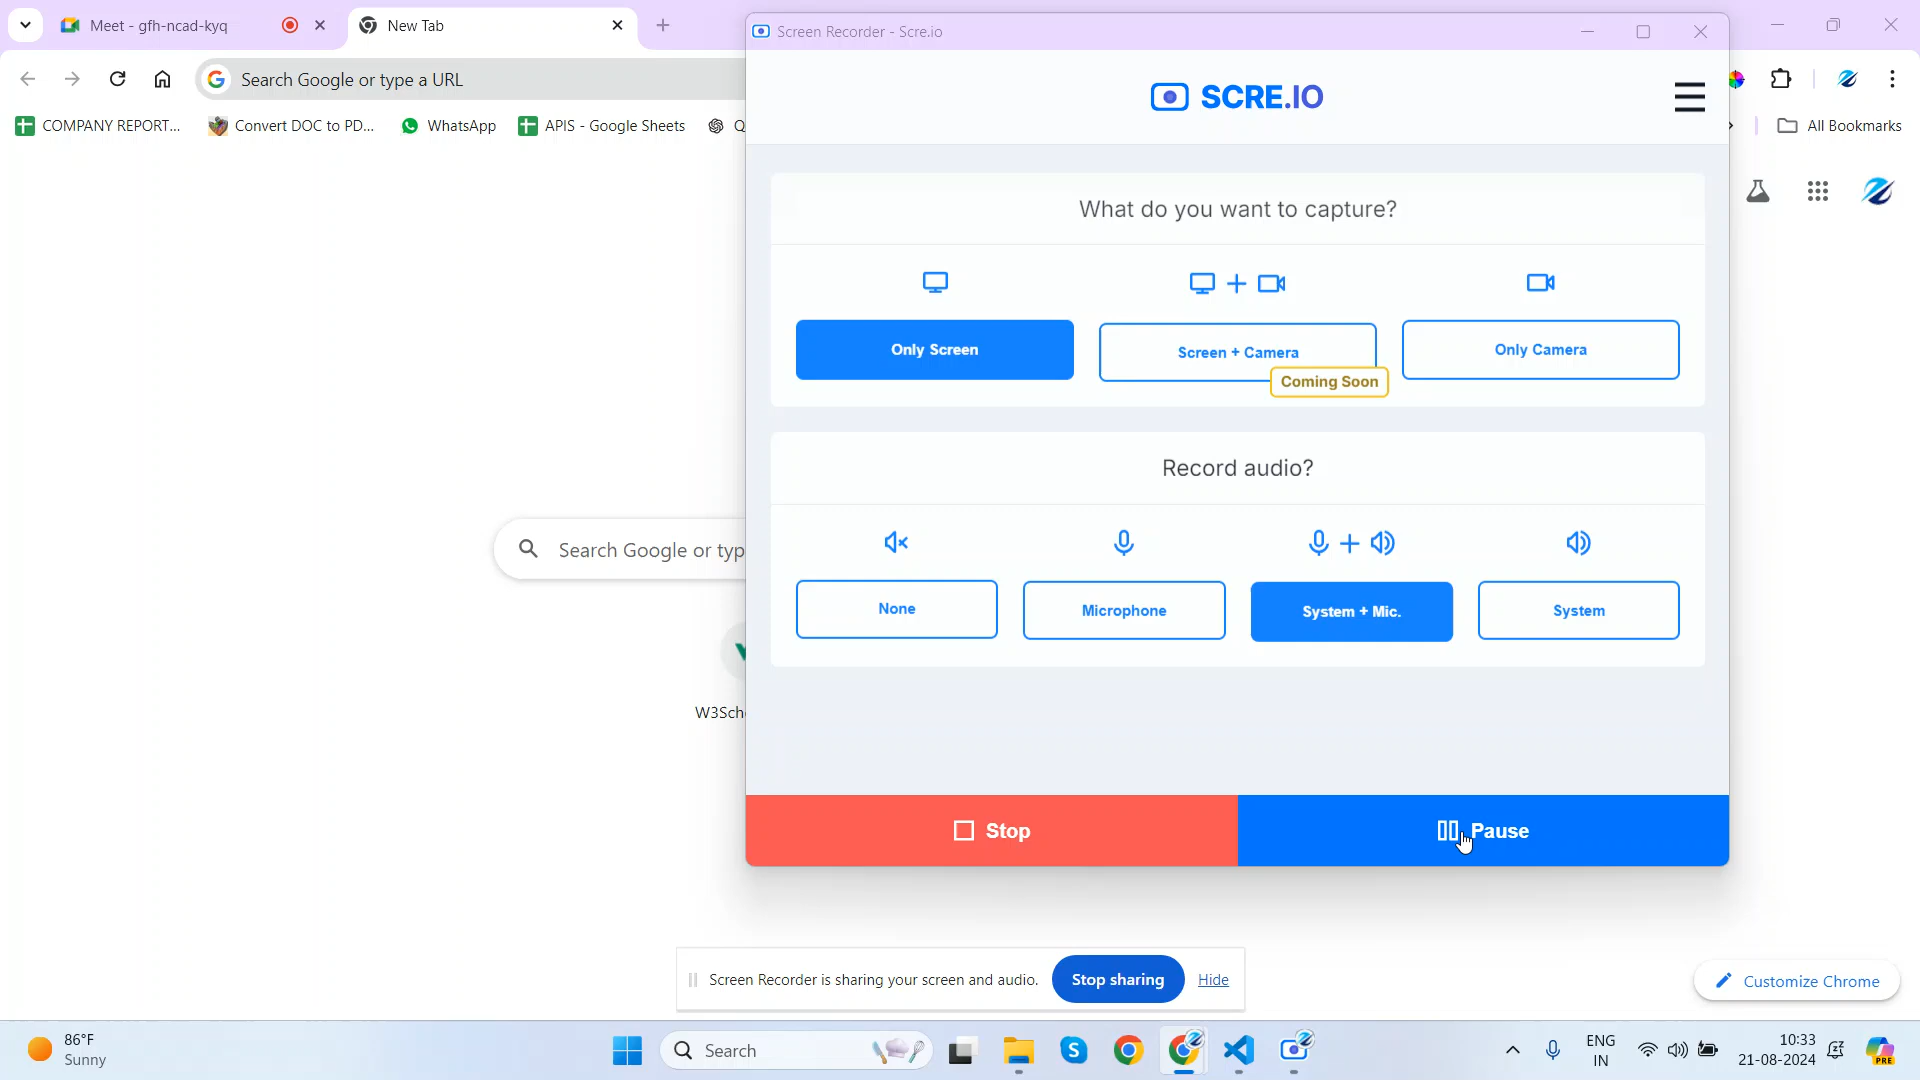 Meet - gfh-ncad-kyq
New Tab
Screen Recorder - Scre.io
Search Google or type a URL
SCRE.IO
COMPANY REPORT...
Convert DOC to PD...
WhatsApp
APIS - Google Sheets
Q
All Bookmarks
What do you want to capture?
Only Screen
Screen + Camera
Only Camera
Coming Soon
Record audio?
Search Google or typ
None
Microphone
System + Mic.
System
W3Sch
Stop
Pause
Screen Recorder is sharing your screen and audio.
Stop sharing
Hide
Customize Chrome
86°F
Sunny
Search
ENG
IN
10:33
21-08-2024
PRE